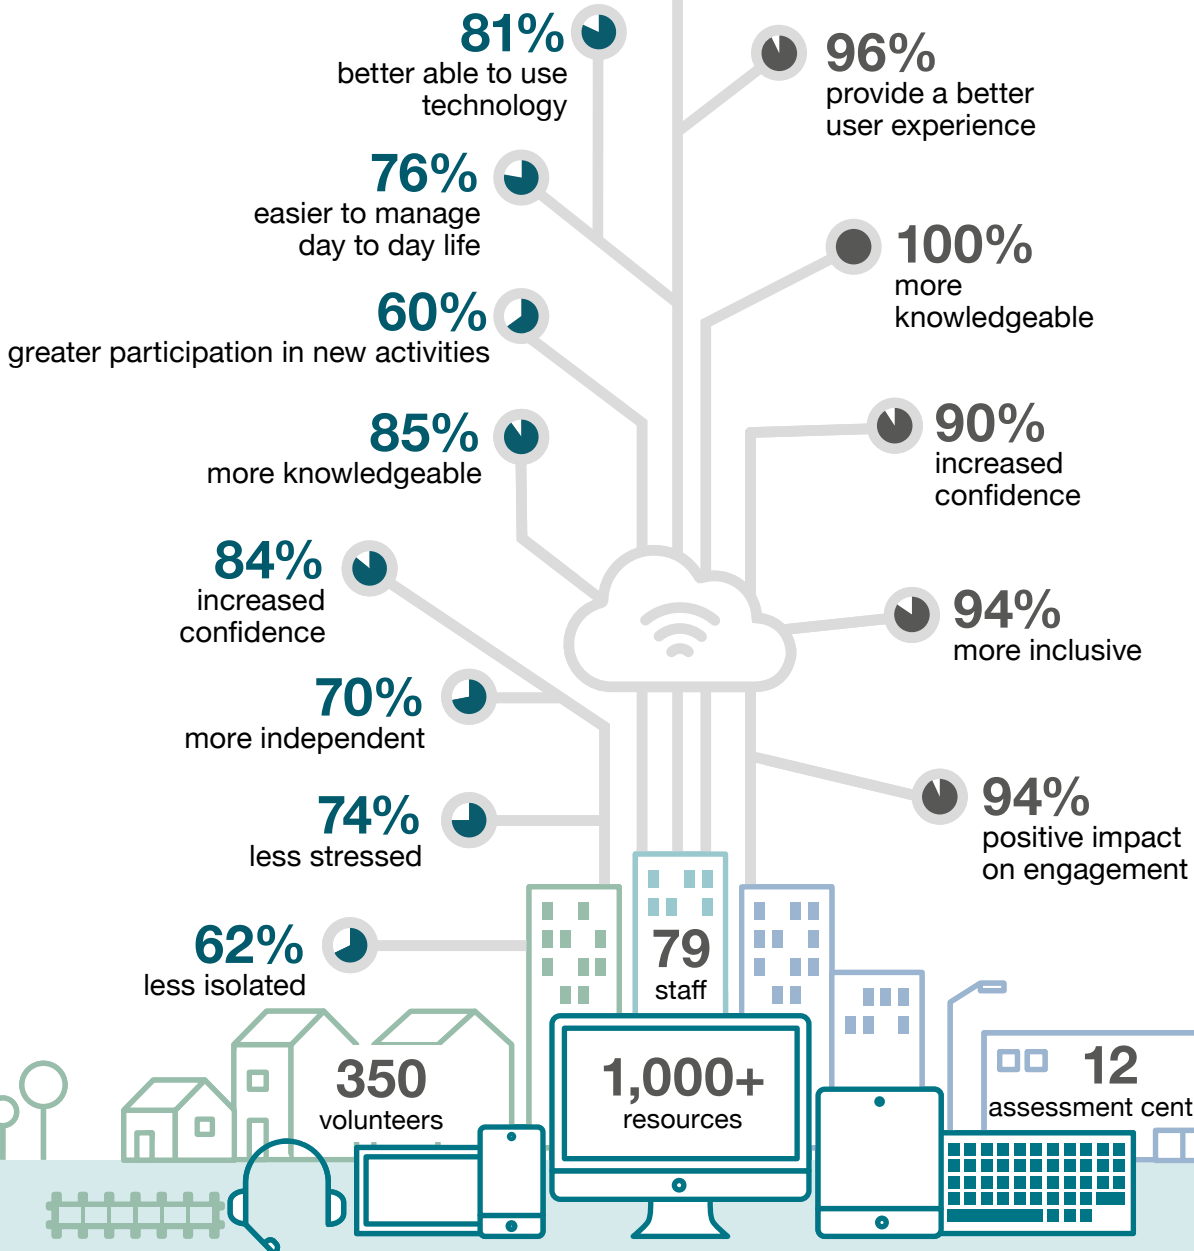 81%
better able to use
technology
76%
easier to manage
day to day life
60%
greater participation in new activities
85%
more knowledgeable
84%
increased
confidence
70%
more independent
74%
less stressed
62%
less isolated
96%
provide a better
user experience
100%
more
knowledgeable
90%
increased
confidence
94%
more inclusive
94%
positive impact
on engagement
79
staff
350
volunteers
1,000+
resources
12
assessment cent